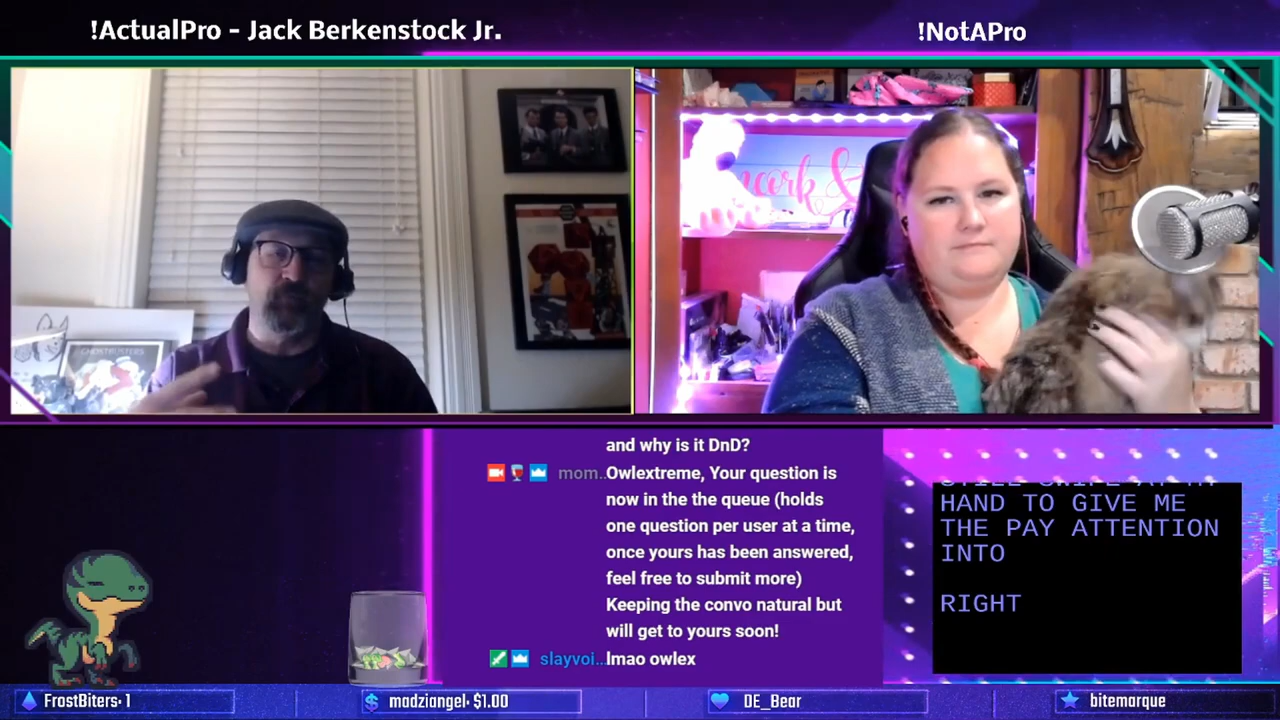 !ActualPro - Jack Berkenstock Jr.
!NotAPro
GHOSTBUSTERS
and why is it DnD?
mom..Owlextreme, Your question is
now in the the queue (holds
one question per user at a time,
once yours has been answered,
feel free to submit more)
Keeping the convo natural but
will get to yours soon!
slayvoi...lmao owlex
HAND TO GIVE ME
THE PAY ATTENTION
INTO
RIGHT
FrostBiters: 1
madziangel: $1.00
DE_Bear
bitemarque